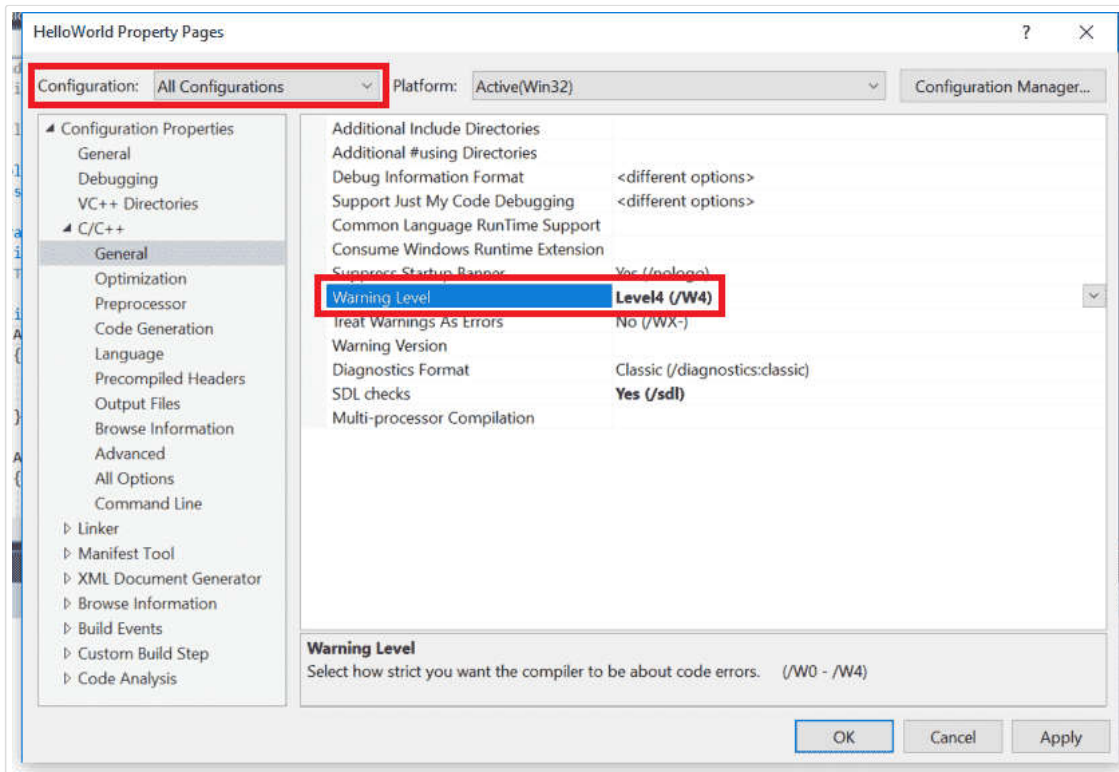 HelloWorld Property Pages
?
Configuration: All Configurations Platform: Active(Win32) Configuration Manager...
Configuration Properties
General
Debugging
VC++ Directories
C/C++
General
Optimization
Preprocessor
Code Generation
Language
Precompiled Headers
Output Files
Browse Information
Advanced
All Options
Command Line
Linker
Manifest Tool
XML Document Generator
Browse Information
Build Events
Custom Build Step
Code Analysis
Additional Include Directories
Additional #using Directories
Debug Information Format <different options>
Support Just My Code Debugging <different options>
Common Language RunTime Support
Consume Windows Runtime Extension
Suppress Startup Banner Yes (/nologo)
Warning Level Level4 (/W4)
Treat Warnings As Errors No (/WX-)
Warning Version
Diagnostics Format Classic (/diagnostics:classic)
SDL checks Yes (/sdl)
Multi-processor Compilation
Warning Level
Select how strict you want the compiler to be about code errors. (/W0 - /W4)
OK Cancel Apply